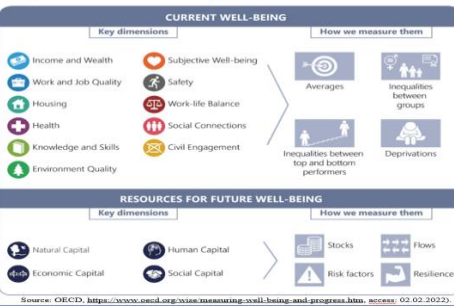 CURRENT WELL-BEING
Key dimensions
How we measure them
Income and Wealth
Work and Job Quality
Housing
Health
Knowledge and Skills
Environment Quality
Subjective Well-being
Safety
Work-life Balance
Social Connections
Civil Engagement
Averages
Inequalities
between
groups
Inequalities between
top and bottom
performers
Deprivations
RESOURCES FOR FUTURE WELL-BEING
Key dimensions
How we measure them
Natural Capital
Economic Capital
Human Capital
Social Capital
Stocks
Flows
Risk factors
Resilience
Source: OECD, https://www.oecd.org/wise/measuring-well-being-and-progress.htm, access: 02.02.2022).